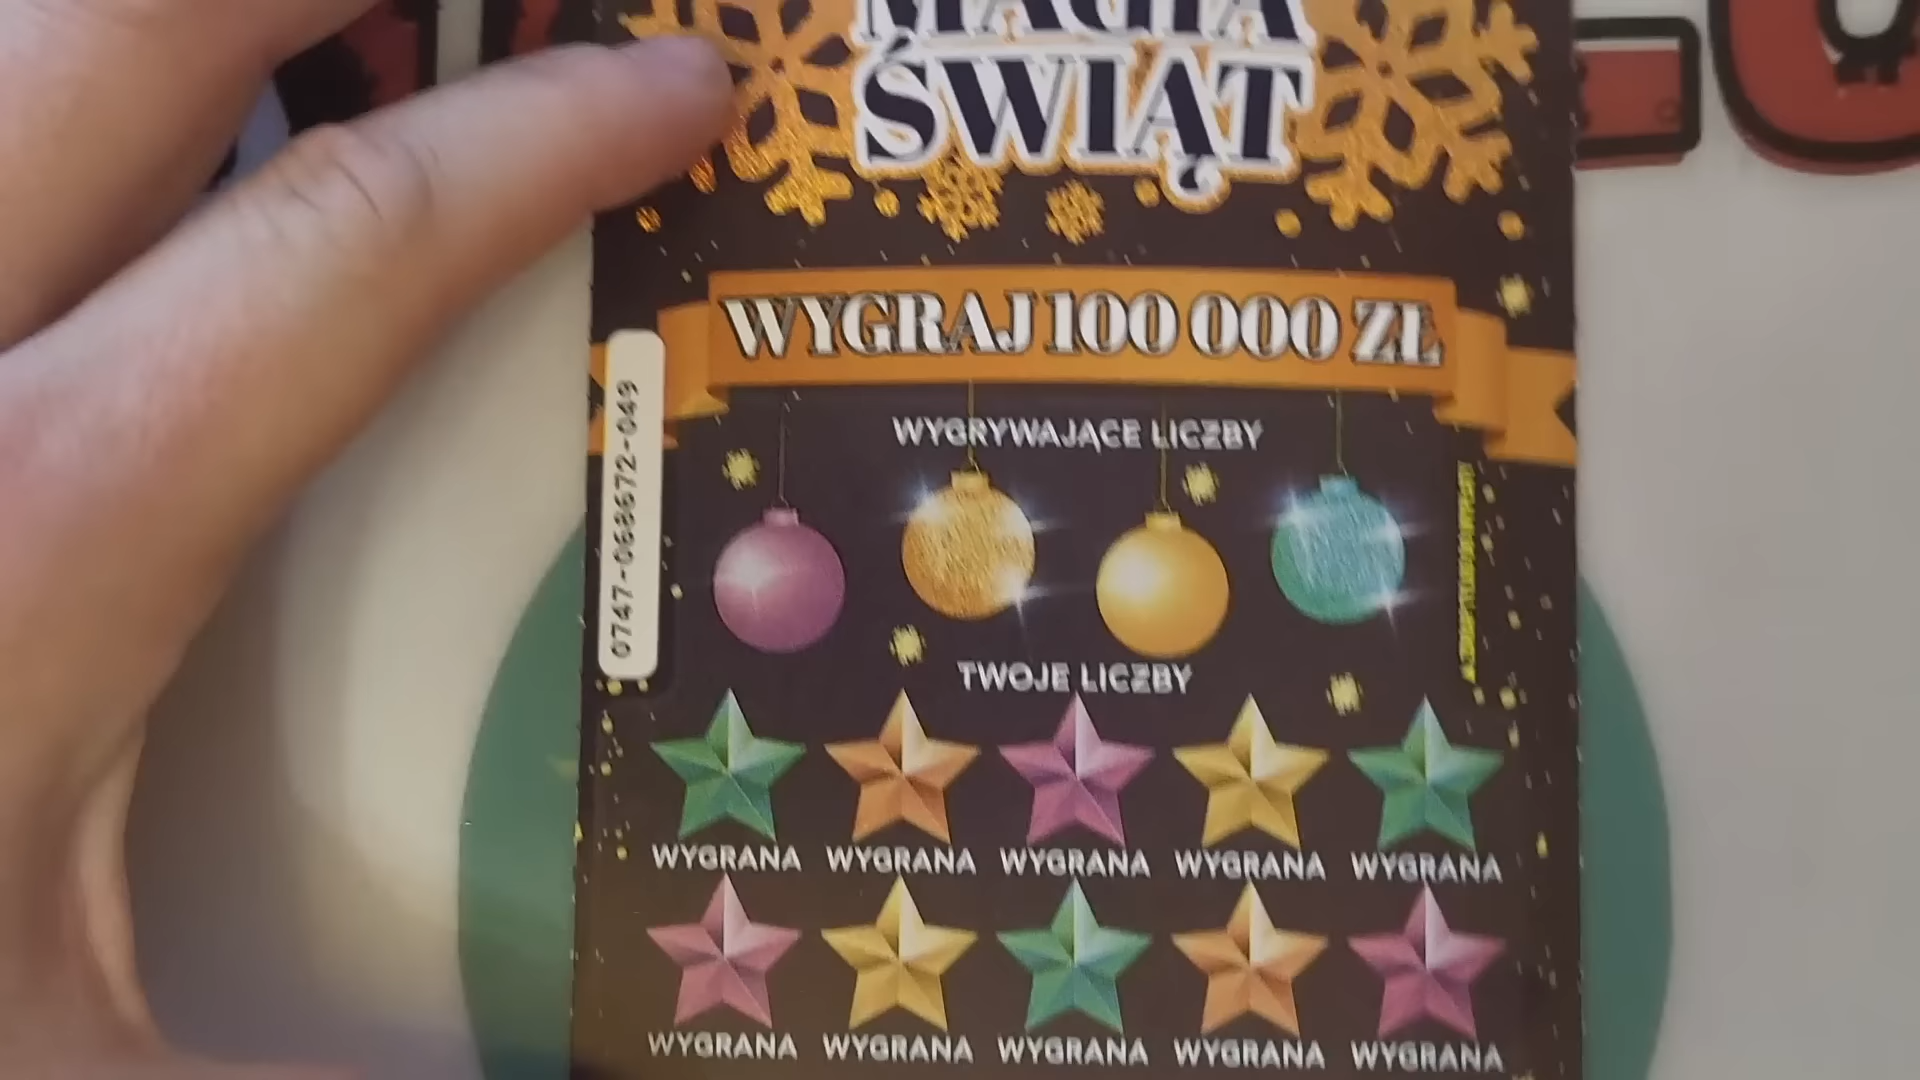 MAGIA
ŚWIĄT
WYGRAJ 100 000 ZŁ
0747-068672-049
WYGRYWAJĄCE LICZBY
TWOJE LICZBY
WYGRANA WYGRANA WYGRANA WYGRANA WYGRANA
WYGRANA WYGRANA WYGRANA WYGRANA WYGRANA